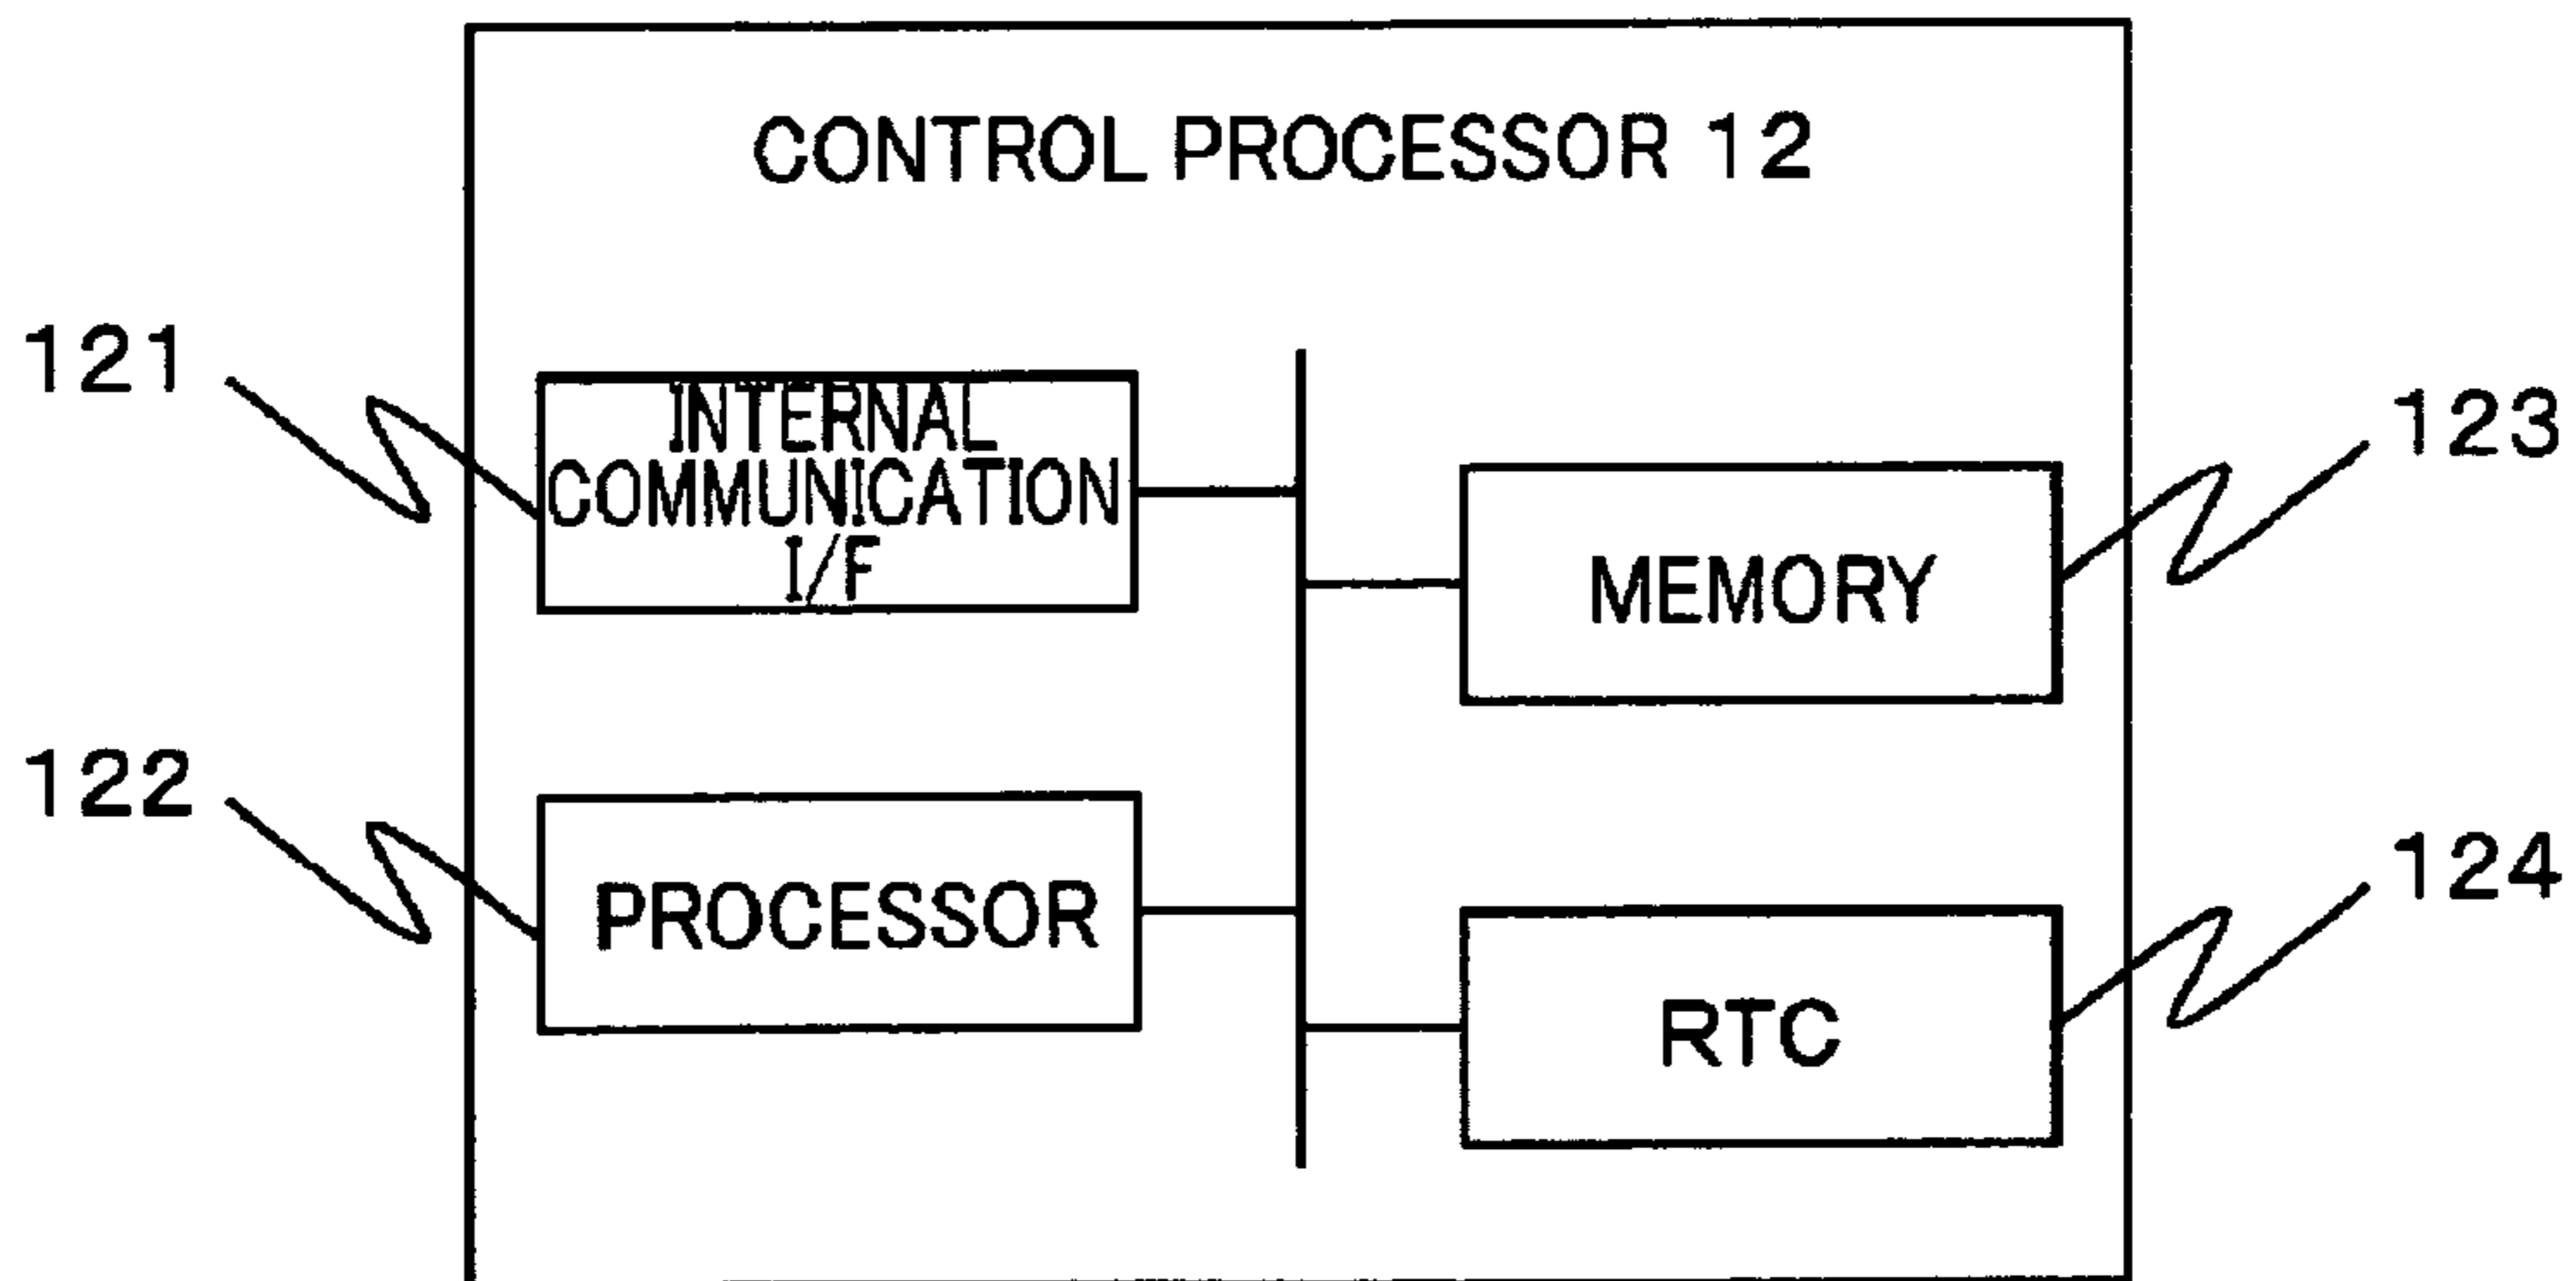 CONTROL PROCESSOR 12
121
INTERNAL
COMMUNICATION
I/F
123
MEMORY
122
PROCESSOR
124
RTC